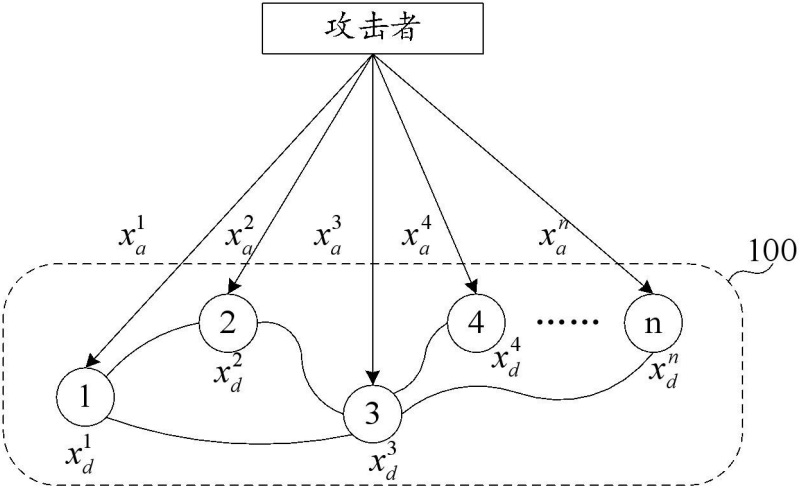 攻击者
x_a^1 x_a^2 x_a^3 x_a^4 x_a^n
100
2 4 …… n
x_d^2 x_d^4 x_d^n
1 3
x_d^1 x_d^3